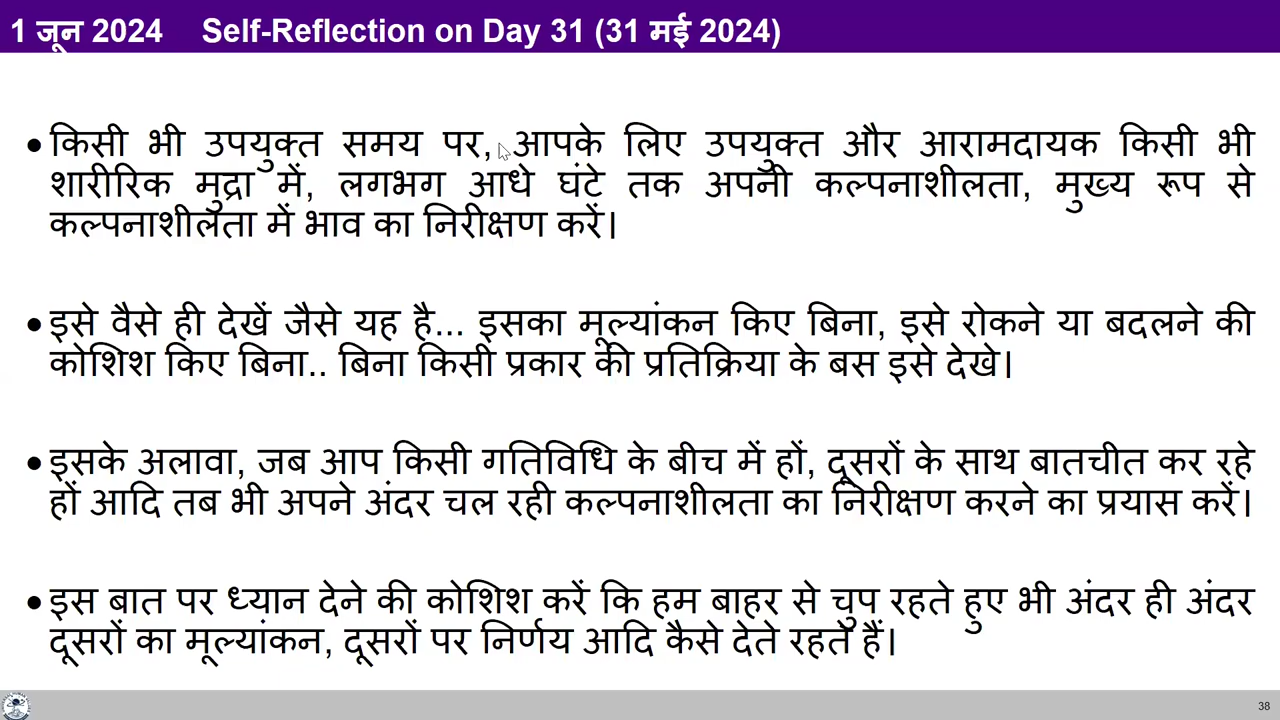 1 जून 2024 Self-Reflection on Day 31 (31 मई 2024)
•किसी भी उपयुक्त समय पर, आपके लिए उपयुक्त और आरामदायक किसी भी
शारीरिक मुद्रा में, लगभग आधे घंटे तक अपनी कल्पनाशीलता, मुख्य रूप से
कल्पनाशीलता में भाव का निरीक्षण करें।
•इसे वैसे ही देखें जैसे यह है... इसका मूल्यांकन किए बिना, इसे रोकने या बदलने की
कोशिश किए बिना.. बिना किसी प्रकार की प्रतिक्रिया के बस इसे देखे।
•इसके अलावा, जब आप किसी गतिविधि के बीच में हों, दूसरों के साथ बातचीत कर रहे
हों आदि तब भी अपने अंदर चल रही कल्पनाशीलता का निरीक्षण करने का प्रयास करें।
•इस बात पर ध्यान देने की कोशिश करें कि हम बाहर से चुप रहते हुए भी अंदर ही अंदर
दूसरों का मूल्यांकन, दूसरों पर निर्णय आदि कैसे देते रहते हैं।
38